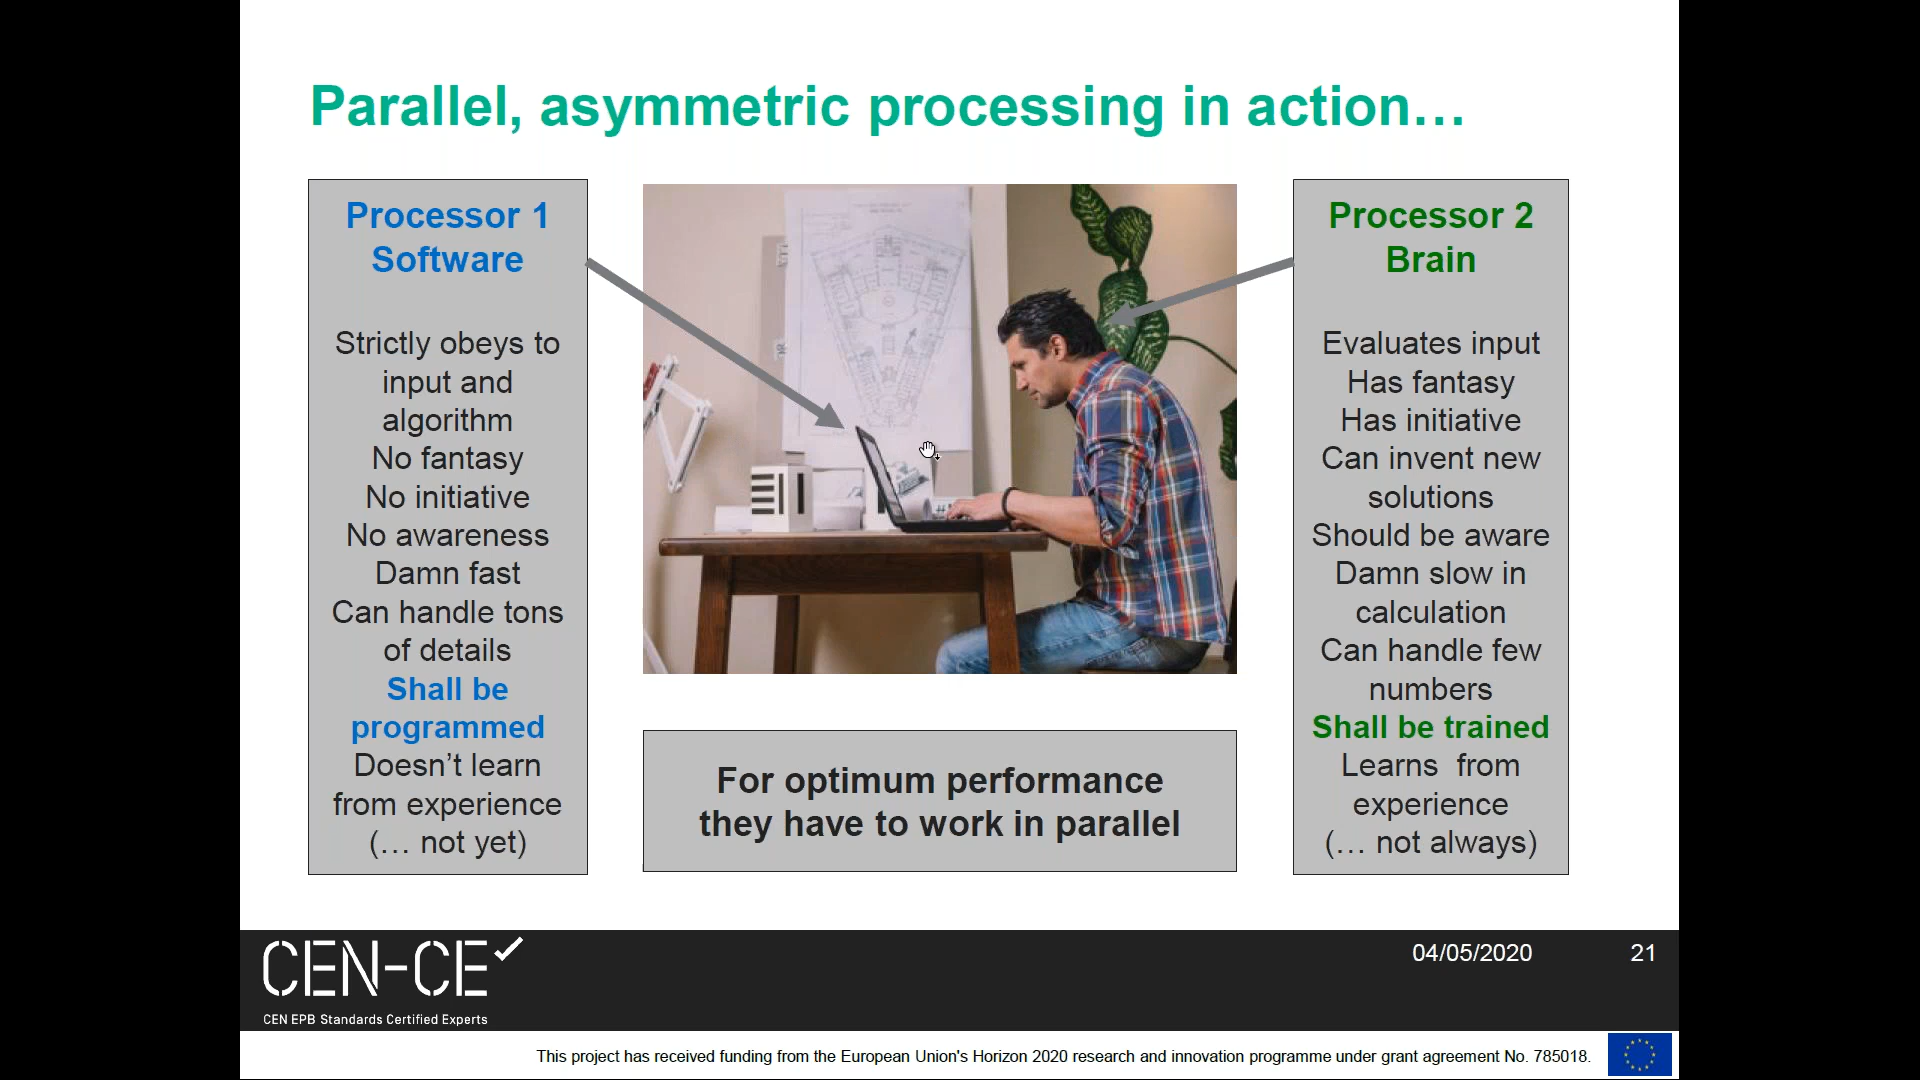 Parallel, asymmetric processing in action…
Processor 1
Software
Strictly obeys to
input and
algorithm
No fantasy
No initiative
No awareness
Damn fast
Can handle tons
of details
Shall be
programmed
Doesn’t learn
from experience
(… not yet)
For optimum performance
they have to work in parallel
Processor 2
Brain
Evaluates input
Has fantasy
Has initiative
Can invent new
solutions
Should be aware
Damn slow in
calculation
Can handle few
numbers
Shall be trained
Learns  from
experience
(… not always)
CEN-CE
CEN EPB Standards Certified Experts
04/05/2020
21
This project has received funding from the European Union's Horizon 2020 research and innovation programme under grant agreement No. 785018.